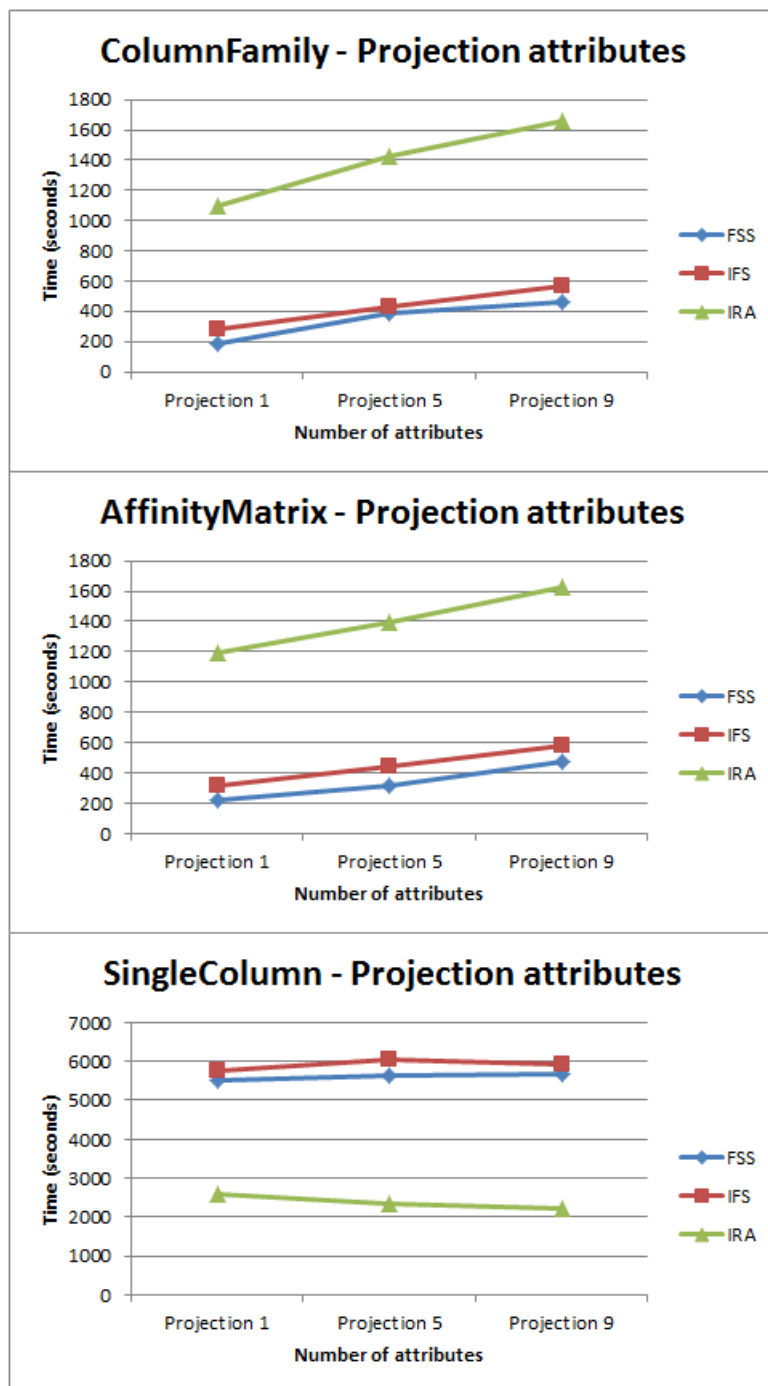 ColumnFamily - Projection attributes
1800
1600
1400
1200
1000
800
600
400
200
0
Time (seconds)
Projection 1 Projection 5 Projection 9
Number of attributes
FSS
IFS
IRA
AffinityMatrix - Projection attributes
1800
1600
1400
1200
1000
800
600
400
200
0
Time (seconds)
Projection 1 Projection 5 Projection 9
Number of attributes
FSS
IFS
IRA
SingleColumn - Projection attributes
7000
6000
5000
4000
3000
2000
1000
0
Time (seconds)
Projection 1 Projection 5 Projection 9
Number of attributes
FSS
IFS
IRA